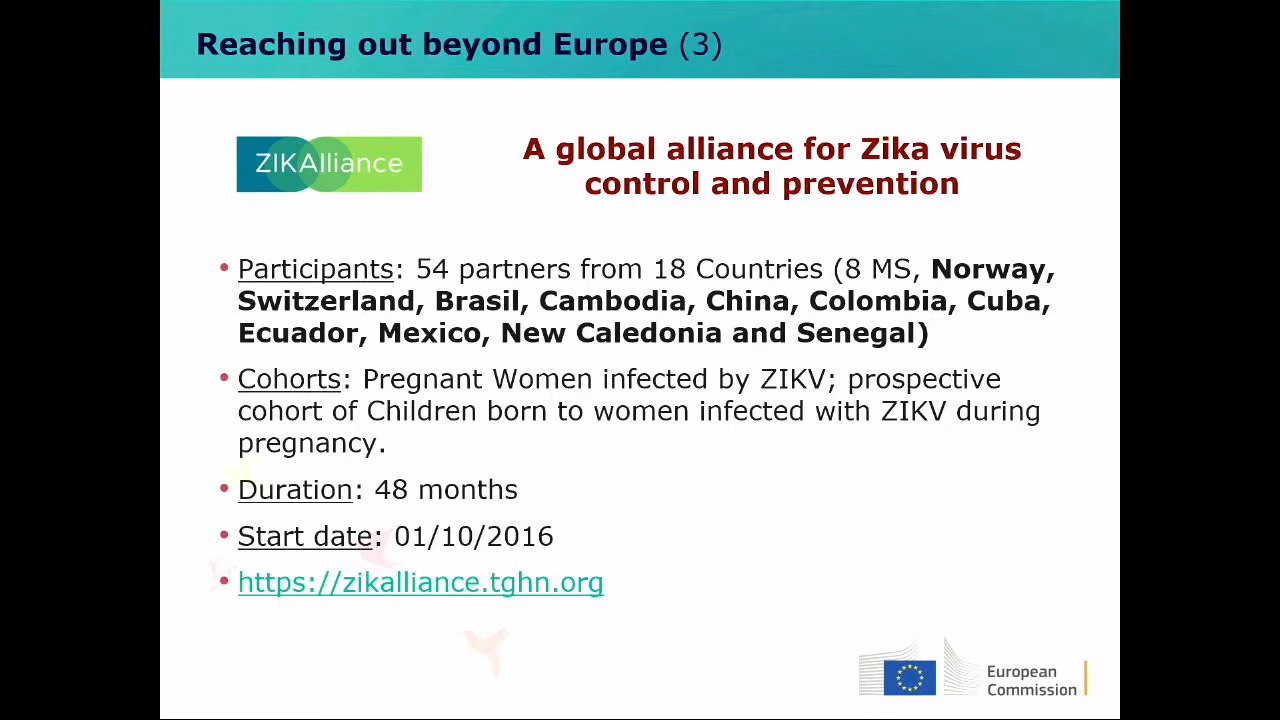 Reaching out beyond Europe (3)
ZIKAlliance
A global alliance for Zika virus
control and prevention
• Participants: 54 partners from 18 Countries (8 MS, Norway,
Switzerland, Brasil, Cambodia, China, Colombia, Cuba,
Ecuador, Mexico, New Caledonia and Senegal)
• Cohorts: Pregnant Women infected by ZIKV; prospective
cohort of Children born to women infected with ZIKV during
pregnancy.
• Duration: 48 months
• Start date: 01/10/2016
• https://zikalliance.tghn.org
European
Commission